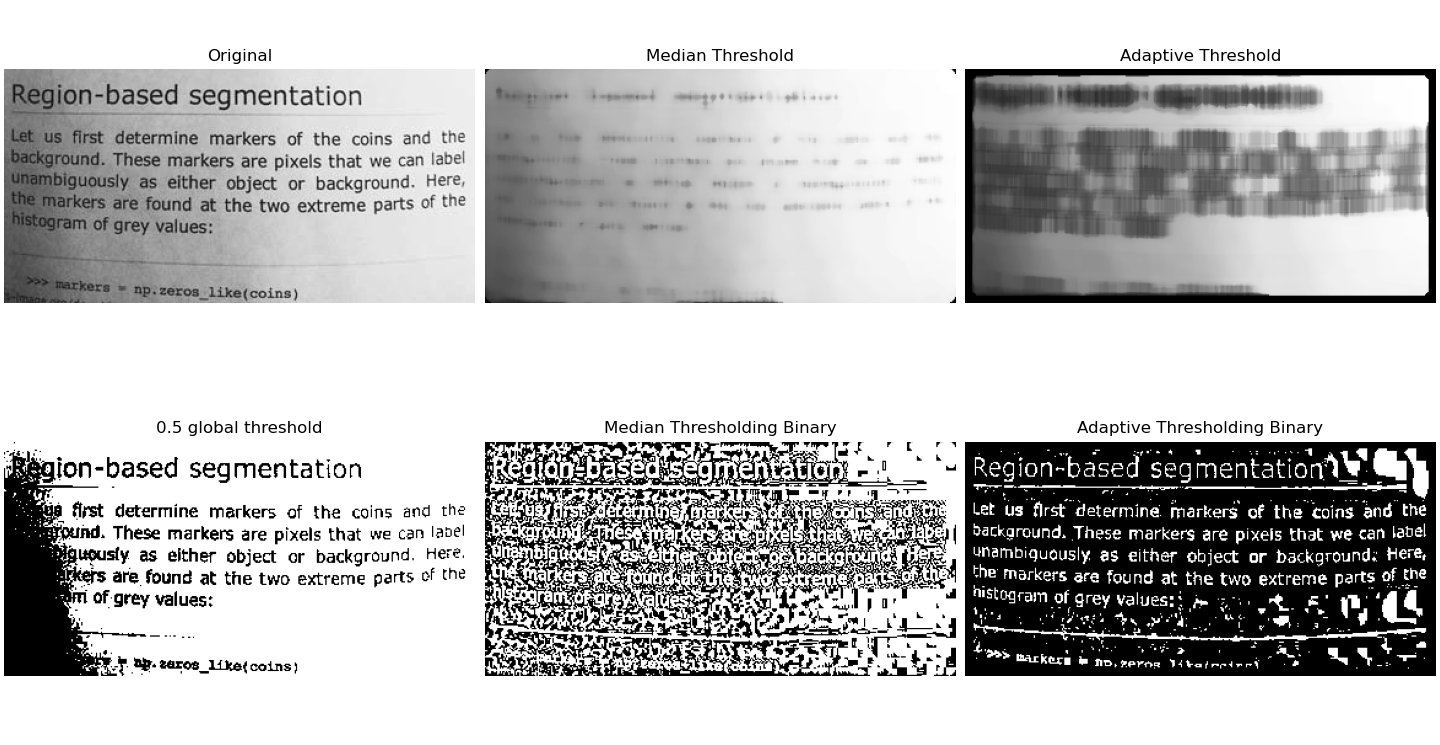 Original
Region-based segmentation
Let us first determine markers of the coins and the
background. These markers are pixels that we can label
unambiguously as either object or background. Here,
the markers are found at the two extreme parts of the
histogram of grey values:
>>> markers = np.zeros_like(coins)
Median Threshold
Adaptive Threshold
0.5 global threshold
Region-based segmentation
us first determine markers of the coins and the
ground. These markers are pixels that we can label
iguously as either object or background. Here.
rkers are found at the two extreme parts of the
am of grey values:
= np.zeros_like(coins)
Median Thresholding Binary
Region-based segmentation
Let us first determine markers of the coins and the
background. These markers are pixels that we can label
unambiguously as either object or background. Here,
the markers are found at the two extreme parts of the
histogram of grey values:
Adaptive Thresholding Binary
Region-based segmentation
Let us first determine markers of the coins and the
background. These markers are pixels that we can label
unambiguously as either object or background. Here,
the markers are found at the two extreme parts of the
histogram of grey values:
>>> markers = np.zeros_like(coins)